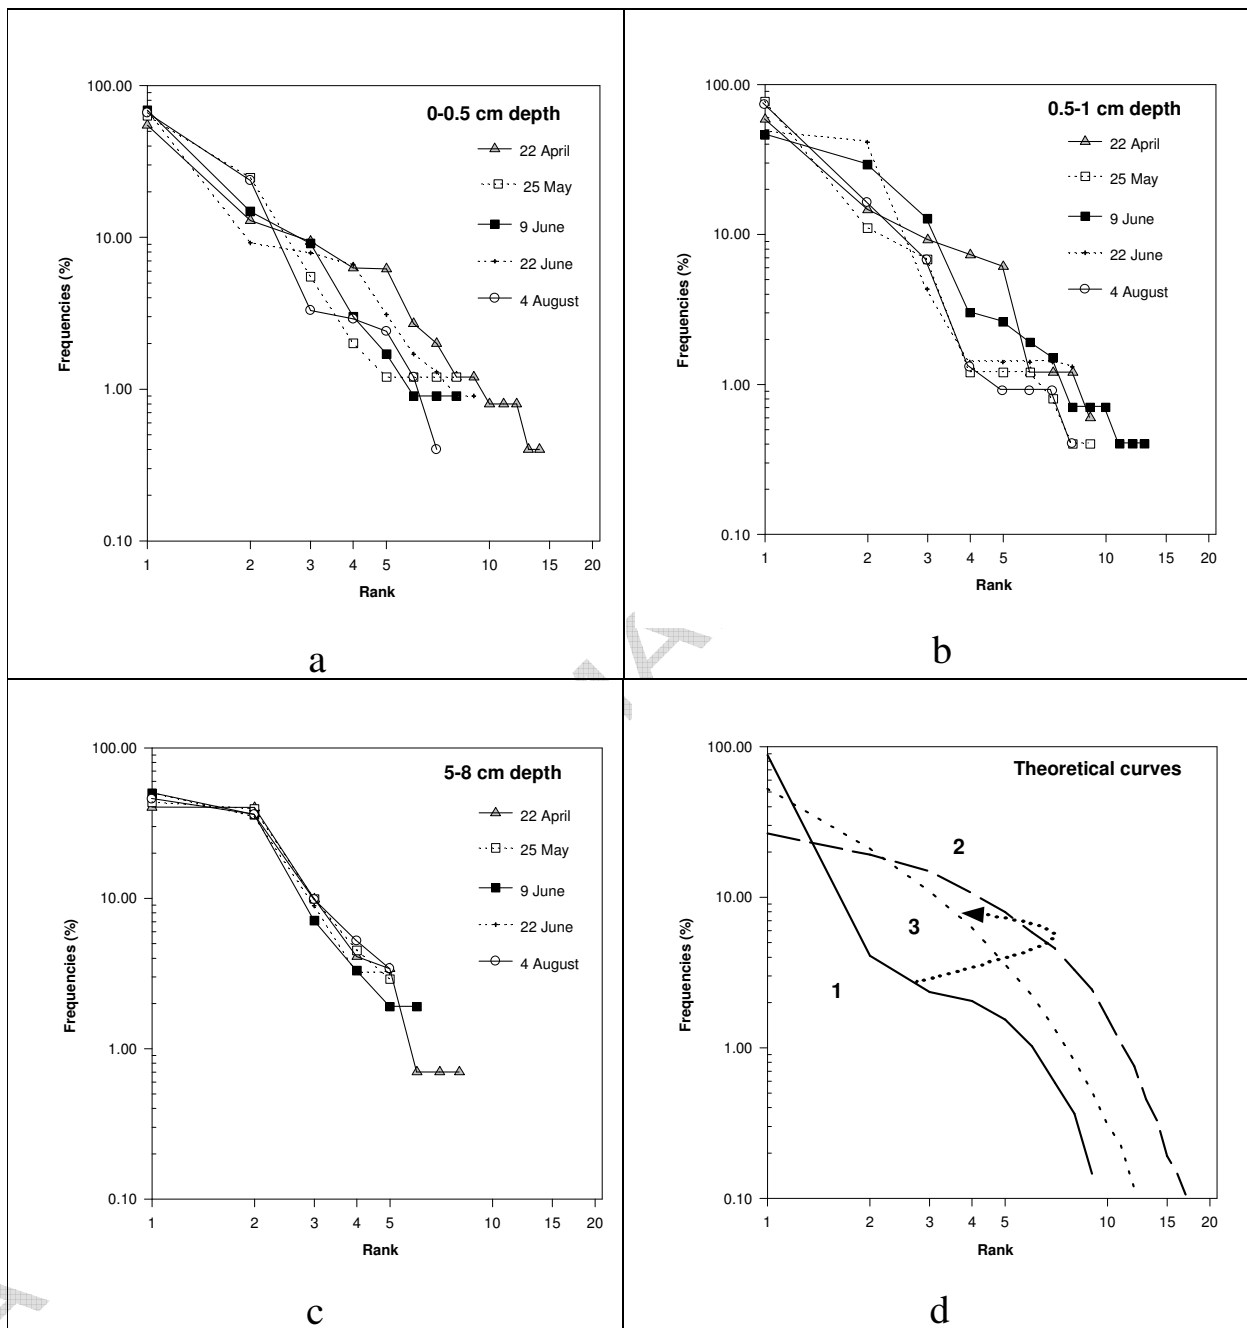 100.00
10.00
1.00
0.10
Frequencies (%)
0-0.5 cm depth
22 April
25 May
9 June
22 June
4 August
1 2 3 4 5 10 15 20
Rank
a
100.00
10.00
1.00
0.10
Frequencies (%)
0.5-1 cm depth
22 April
25 May
9 June
22 June
4 August
1 2 3 4 5 10 15 20
Rank
b
100.00
10.00
1.00
0.10
Frequencies (%)
5-8 cm depth
22 April
25 May
9 June
22 June
4 August
1 2 3 4 5 10 15 20
Rank
c
100.00
10.00
1.00
0.10
Frequencies (%)
Theoretical curves
2
3
1
1 2 3 4 5 10 15 20
Rank
d